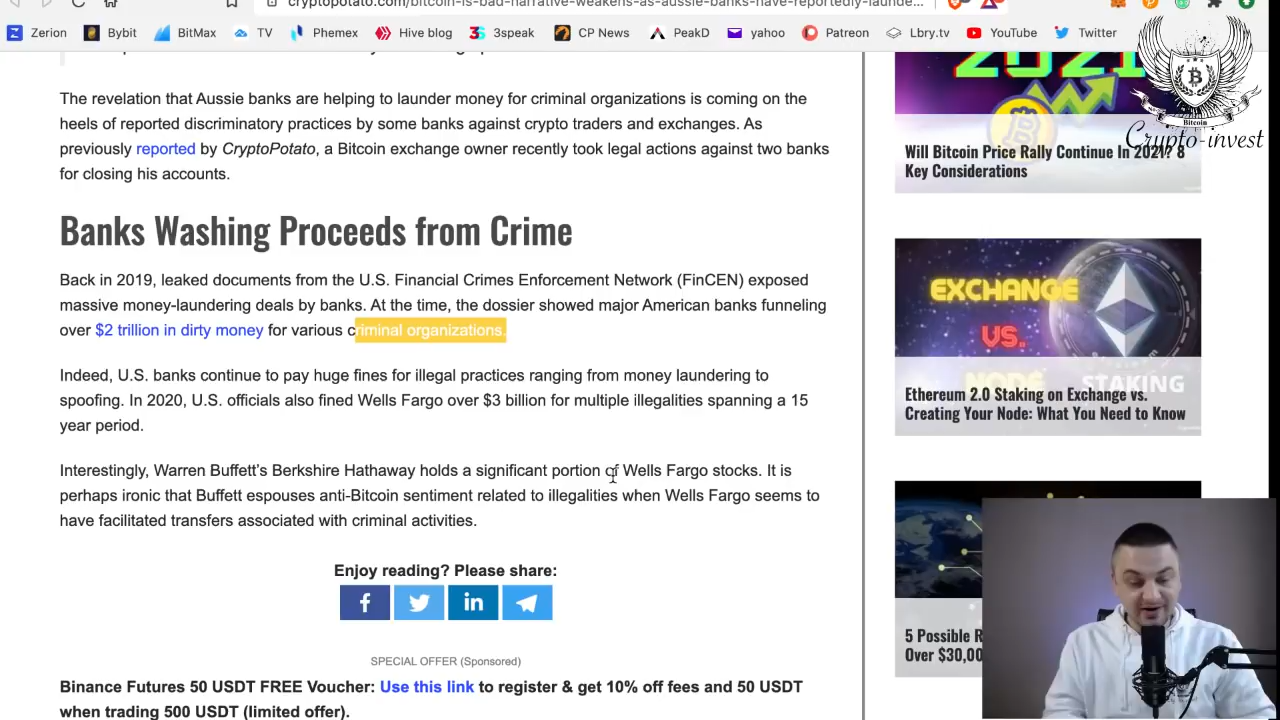 cryptopotato.com/bitcoin-is-bad-narrative-weakens-as-aussie-banks-have-reportedly-launde...
Zerion Bybit BitMax TV Phemex Hive blog 3speak CP News PeakD yahoo Patreon Lbry.tv YouTube Twitter
The revelation that Aussie banks are helping to launder money for criminal organizations is coming on the
heels of reported discriminatory practices by some banks against crypto traders and exchanges. As
previously reported by CryptoPotato, a Bitcoin exchange owner recently took legal actions against two banks
for closing his accounts.
Banks Washing Proceeds from Crime
Back in 2019, leaked documents from the U.S. Financial Crimes Enforcement Network (FinCEN) exposed
massive money-laundering deals by banks. At the time, the dossier showed major American banks funneling
over $2 trillion in dirty money for various criminal organizations.
Indeed, U.S. banks continue to pay huge fines for illegal practices ranging from money laundering to
spoofing. In 2020, U.S. officials also fined Wells Fargo over $3 billion for multiple illegalities spanning a 15
year period.
Interestingly, Warren Buffett's Berkshire Hathaway holds a significant portion of Wells Fargo stocks. It is
perhaps ironic that Buffett espouses anti-Bitcoin sentiment related to illegalities when Wells Fargo seems to
have facilitated transfers associated with criminal activities.
Enjoy reading? Please share:
SPECIAL OFFER (Sponsored)
Binance Futures 50 USDT FREE Voucher: Use this link to register & get 10% off fees and 50 USDT
when trading 500 USDT (limited offer).
2021
Will Bitcoin Price Rally Continue In 2021? 8
Key Considerations
EXCHANGE
VS.
NODE STAKING
Ethereum 2.0 Staking on Exchange vs.
Creating Your Node: What You Need to Know
5 Possible R
Over $30,00
Bitcoin
Crypto-invest